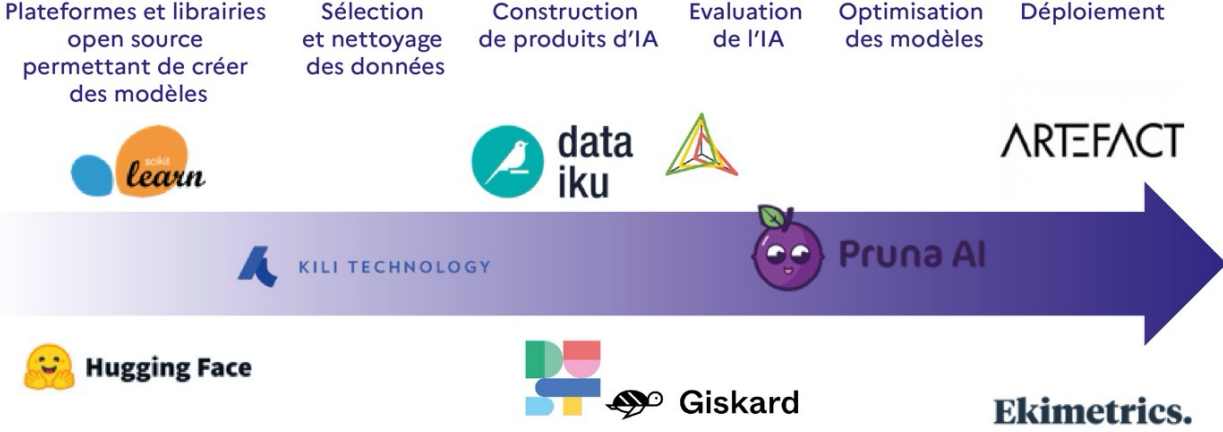 Plateformes et librairies
open source
permettant de créer
des modèles
Sélection
et nettoyage
des données
Construction
de produits d'IA
Evaluation
de l'IA
Optimisation
des modèles
Déploiement
scikit
learn
data
iku
ARTEFACT
KILI TECHNOLOGY
Pruna AI
Hugging Face
Giskard
Ekimetrics.